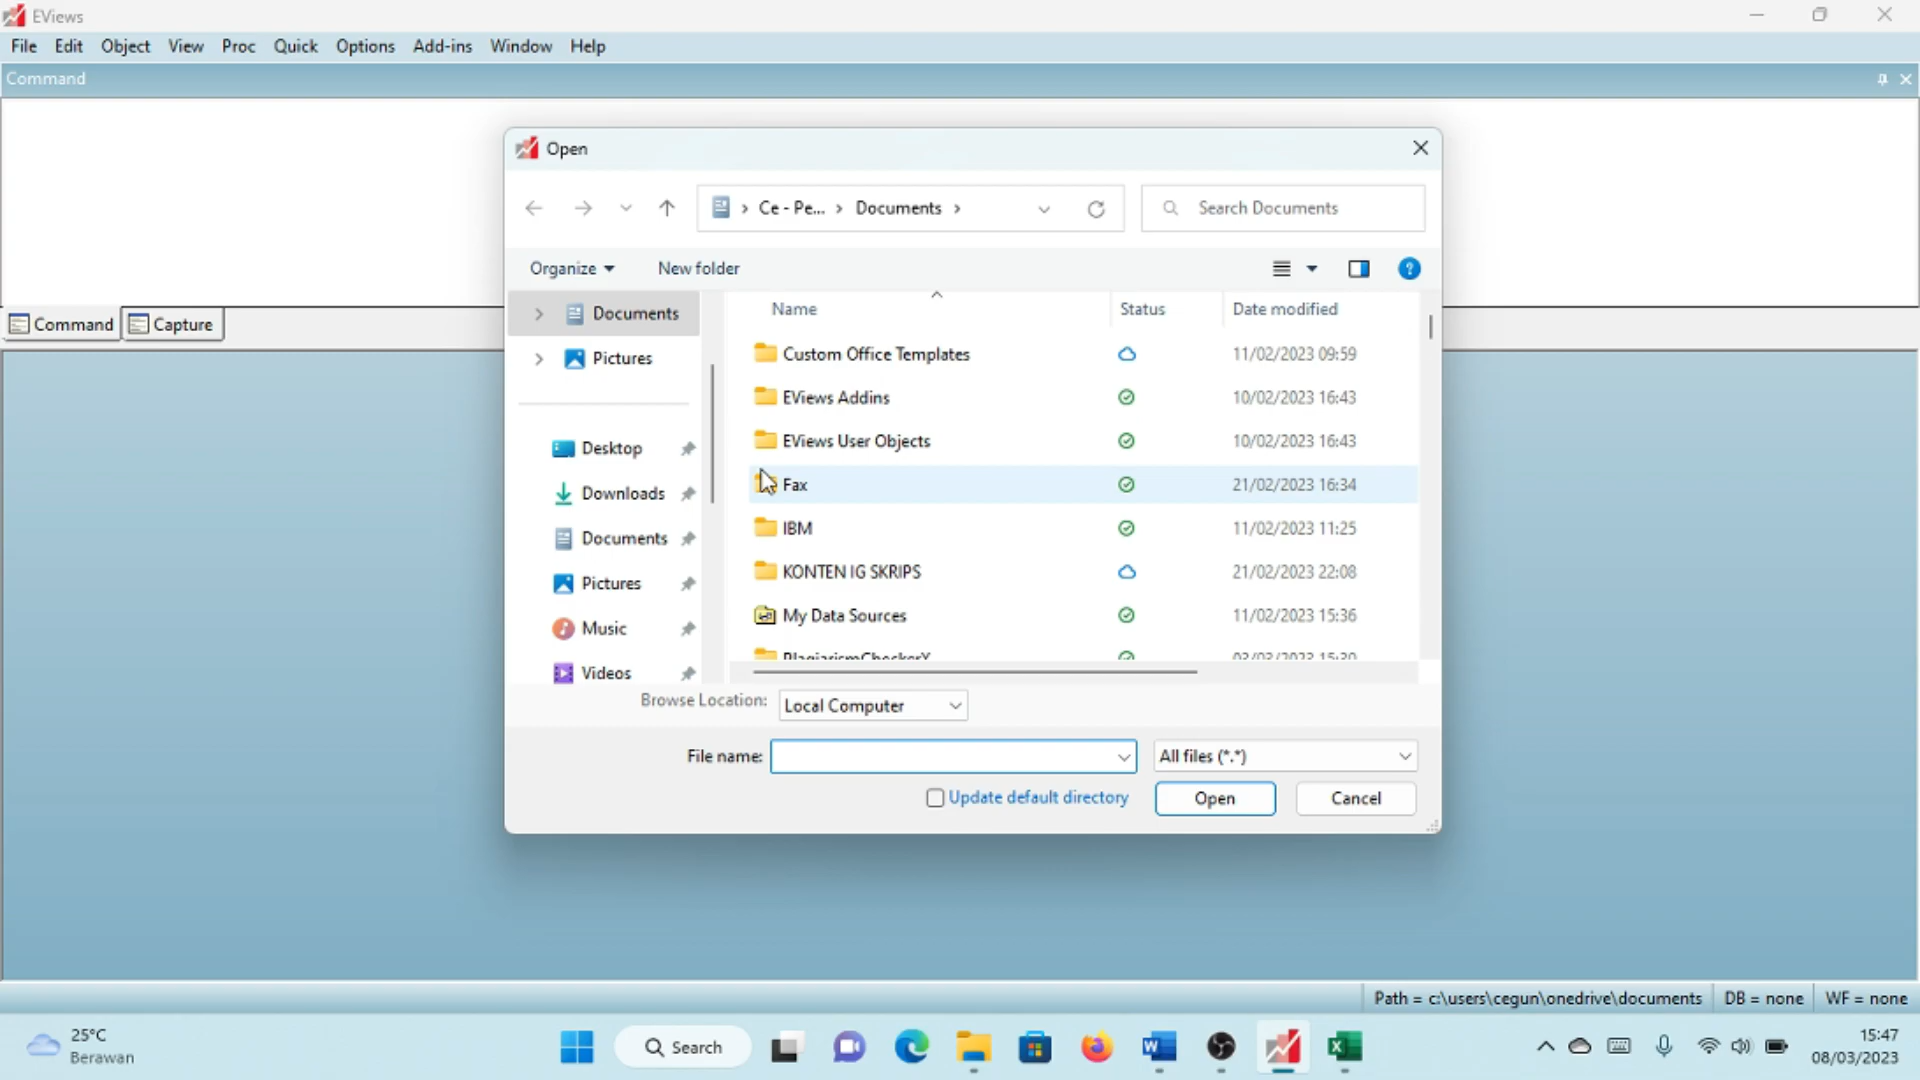 EViews
File Edit Object View Proc Quick Options Add-ins Window Help
Command
Open
Ce - Pe... Documents
Search Documents
Organize New folder
Documents
Pictures
Desktop
Downloads
Documents
Pictures
Music
Videos
Name Status Date modified
Custom Office Templates 11/02/2023 09:59
EViews Addins 10/02/2023 16:43
EViews User Objects 10/02/2023 16:43
Fax 21/02/2023 16:34
IBM 11/02/2023 11:25
KONTEN IG SKRIPS 21/02/2023 22:08
My Data Sources 11/02/2023 15:36
PlagiarismCheckerX
Browse Location: Local Computer
File name: All files (*.*)
Update default directory Open Cancel
Command Capture
Path = c:\users\cegun\onedrive\documents DB = none WF = none
25°C
Berawan
Search
15:47
08/03/2023